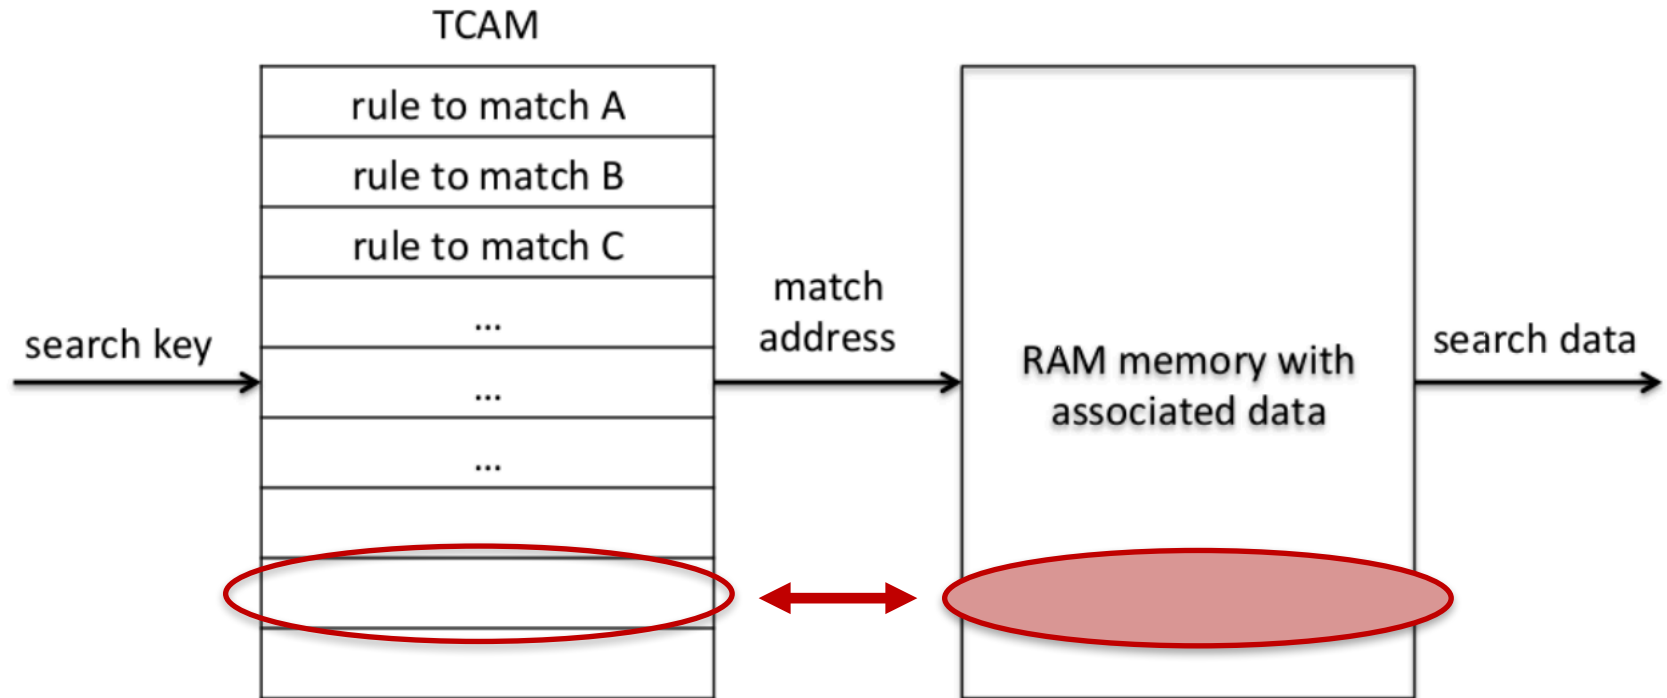 TCAM
rule to match A
rule to match B
rule to match C
...
...
...
search key
match
address
RAM memory with
associated data
search data